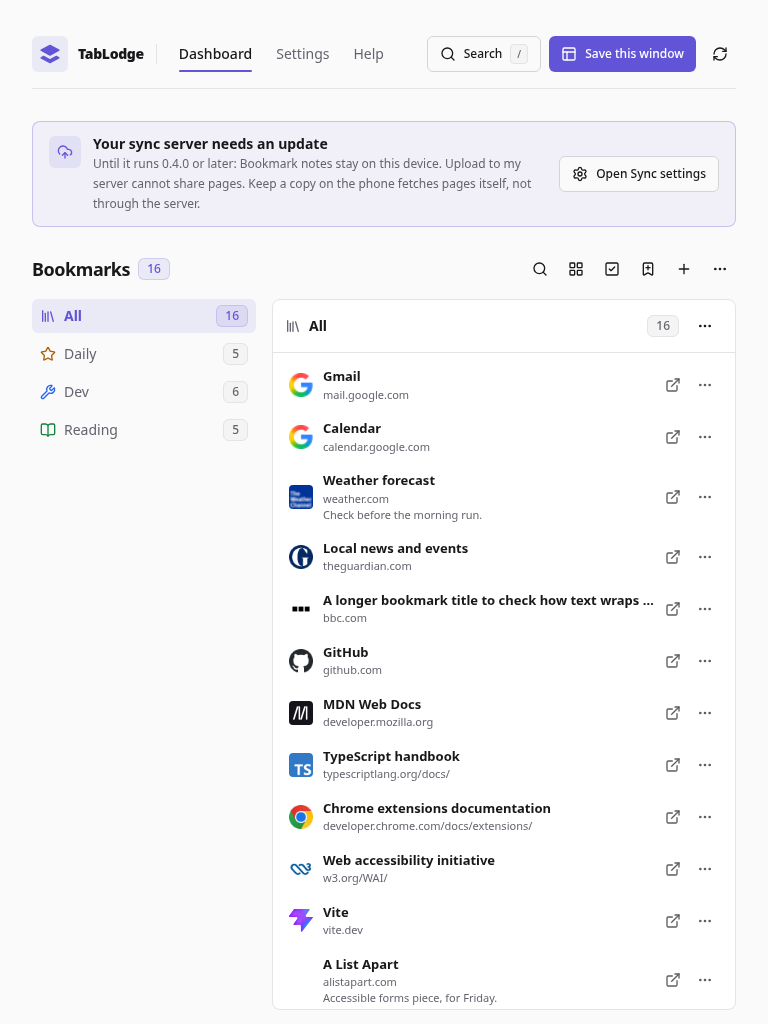 TabLodge
Dashboard
Settings
Help
Search /
Save this window
Your sync server needs an update
Until it runs 0.4.0 or later: Bookmark notes stay on this device. Upload to my
server cannot share pages. Keep a copy on the phone fetches pages itself, not
through the server.
Open Sync settings
Bookmarks 16
All 16
Daily 5
Dev 6
Reading 5
All 16
Gmail
mail.google.com
Calendar
calendar.google.com
The
Weather
Channel
Weather forecast
weather.com
Check before the morning run.
Local news and events
theguardian.com
A longer bookmark title to check how text wraps ...
bbc.com
GitHub
github.com
MDN Web Docs
developer.mozilla.org
TS
TypeScript handbook
typescriptlang.org/docs/
Chrome extensions documentation
developer.chrome.com/docs/extensions/
Web accessibility initiative
w3.org/WAI/
Vite
vite.dev
A List Apart
alistapart.com
Accessible forms piece, for Friday.